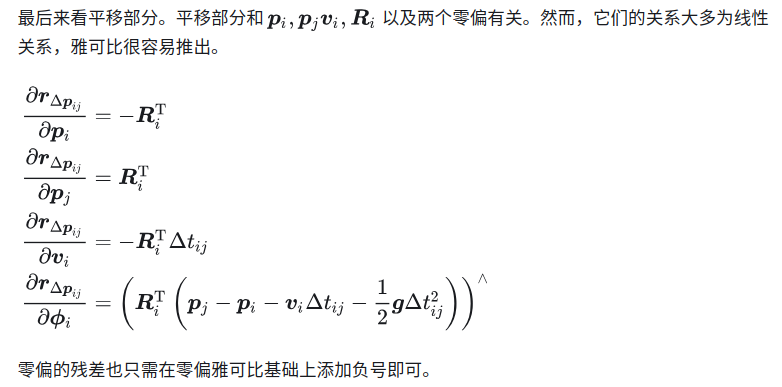 最后来看平移部分。平移部分和 $\boldsymbol{p}_i, \boldsymbol{p}_j \boldsymbol{v}_i, \boldsymbol{R}_i$ 以及两个零偏有关。然而，它们的关系大多为线性
关系，雅可比很容易推出。
$\frac{\partial \boldsymbol{r}_{\Delta \boldsymbol{p}_{ij}}}{\partial \boldsymbol{p}_i} = -\boldsymbol{R}_i^{\mathrm{T}}$
$\frac{\partial \boldsymbol{r}_{\Delta \boldsymbol{p}_{ij}}}{\partial \boldsymbol{p}_j} = \boldsymbol{R}_i^{\mathrm{T}}$
$\frac{\partial \boldsymbol{r}_{\Delta \boldsymbol{p}_{ij}}}{\partial \boldsymbol{v}_i} = -\boldsymbol{R}_i^{\mathrm{T}} \Delta t_{ij}$
$\frac{\partial \boldsymbol{r}_{\Delta \boldsymbol{p}_{ij}}}{\partial \boldsymbol{\phi}_i} = \left( \boldsymbol{R}_i^{\mathrm{T}} \left( \boldsymbol{p}_j - \boldsymbol{p}_i - \boldsymbol{v}_i \Delta t_{ij} - \frac{1}{2} \boldsymbol{g} \Delta t_{ij}^2 \right) \right)^{\wedge}$
零偏的残差也只需在零偏雅可比基础上添加负号即可。